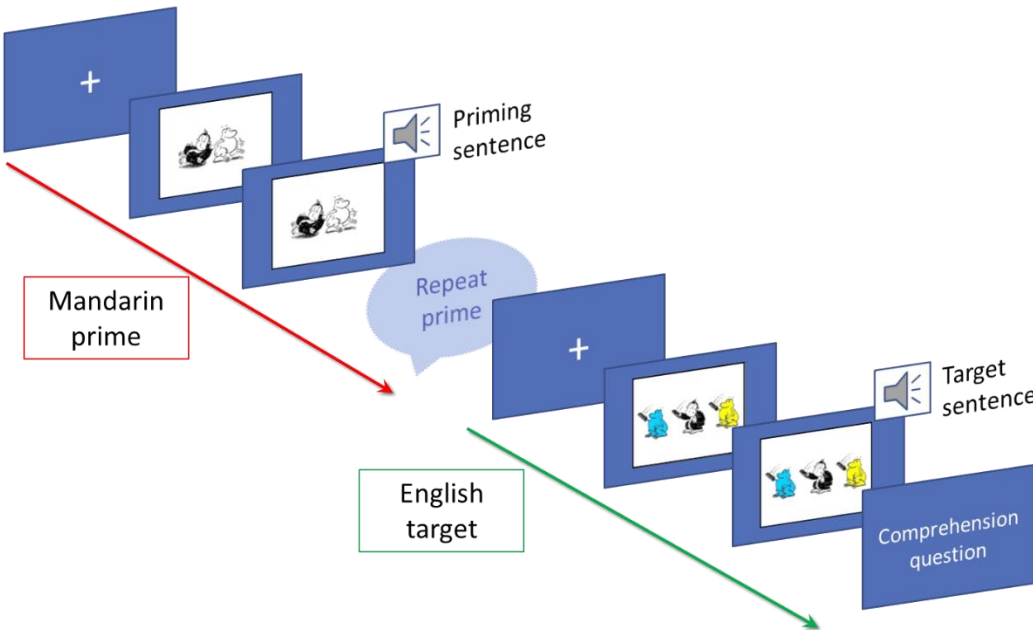 +
Priming
sentence
Mandarin
prime
Repeat
prime
+
Target
sentence
English
target
Comprehension
question